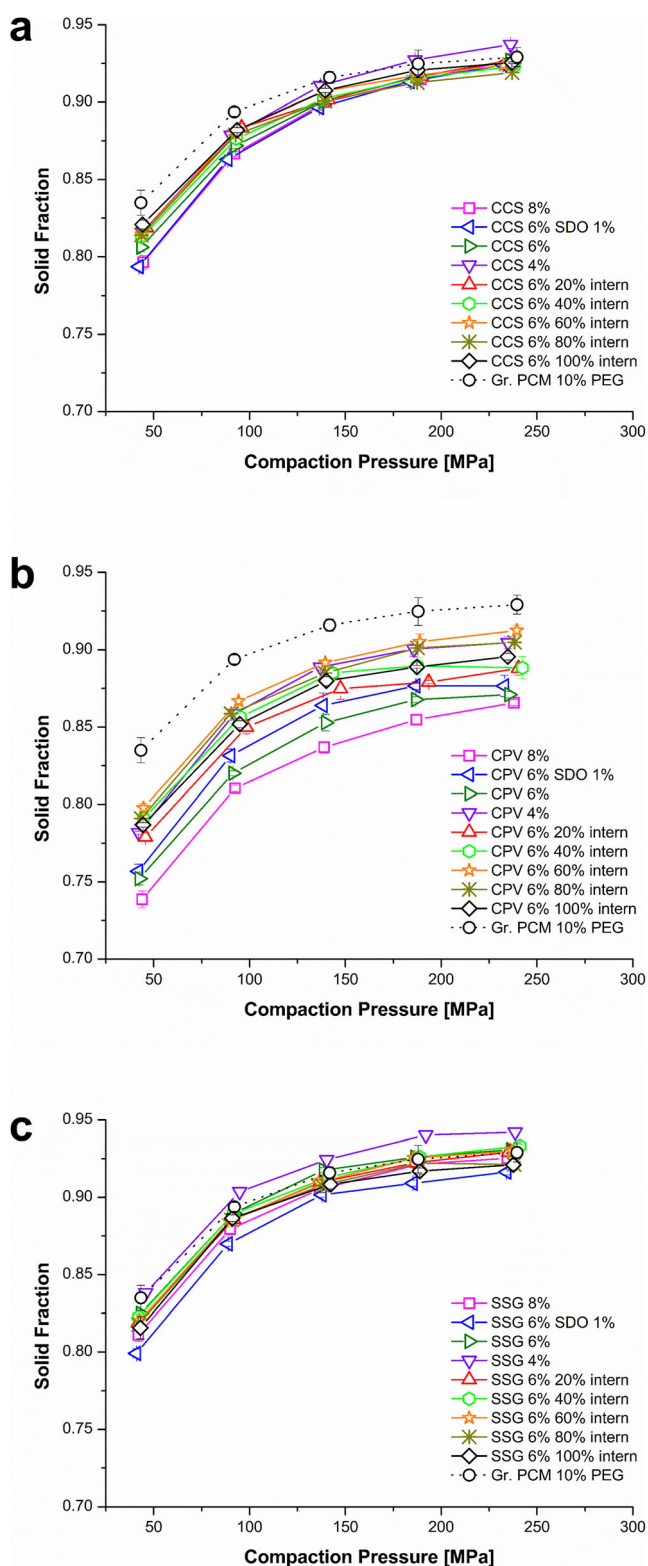 a
0.95
0.90
0.85
0.80
0.75
0.70
Solid Fraction
CCS 8%
CCS 6% SDO 1%
CCS 6%
CCS 4%
CCS 6% 20% intern
CCS 6% 40% intern
CCS 6% 60% intern
CCS 6% 80% intern
CCS 6% 100% intern
Gr. PCM 10% PEG
50 100 150 200 250 300
Compaction Pressure [MPa]
b
0.95
0.90
0.85
0.80
0.75
0.70
Solid Fraction
CPV 8%
CPV 6% SDO 1%
CPV 6%
CPV 4%
CPV 6% 20% intern
CPV 6% 40% intern
CPV 6% 60% intern
CPV 6% 80% intern
CPV 6% 100% intern
Gr. PCM 10% PEG
50 100 150 200 250 300
Compaction Pressure [MPa]
c
0.95
0.90
0.85
0.80
0.75
0.70
Solid Fraction
SSG 8%
SSG 6% SDO 1%
SSG 6%
SSG 4%
SSG 6% 20% intern
SSG 6% 40% intern
SSG 6% 60% intern
SSG 6% 80% intern
SSG 6% 100% intern
Gr. PCM 10% PEG
50 100 150 200 250 300
Compaction Pressure [MPa]